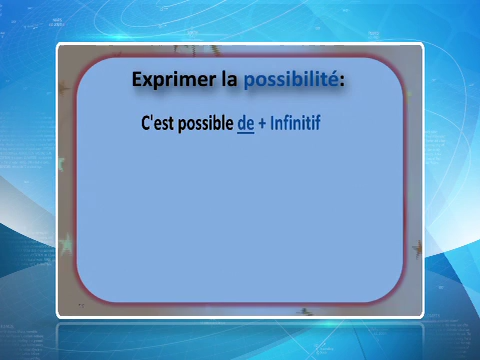 Exprimer la possibilité:
C'est possible de + Infinitif